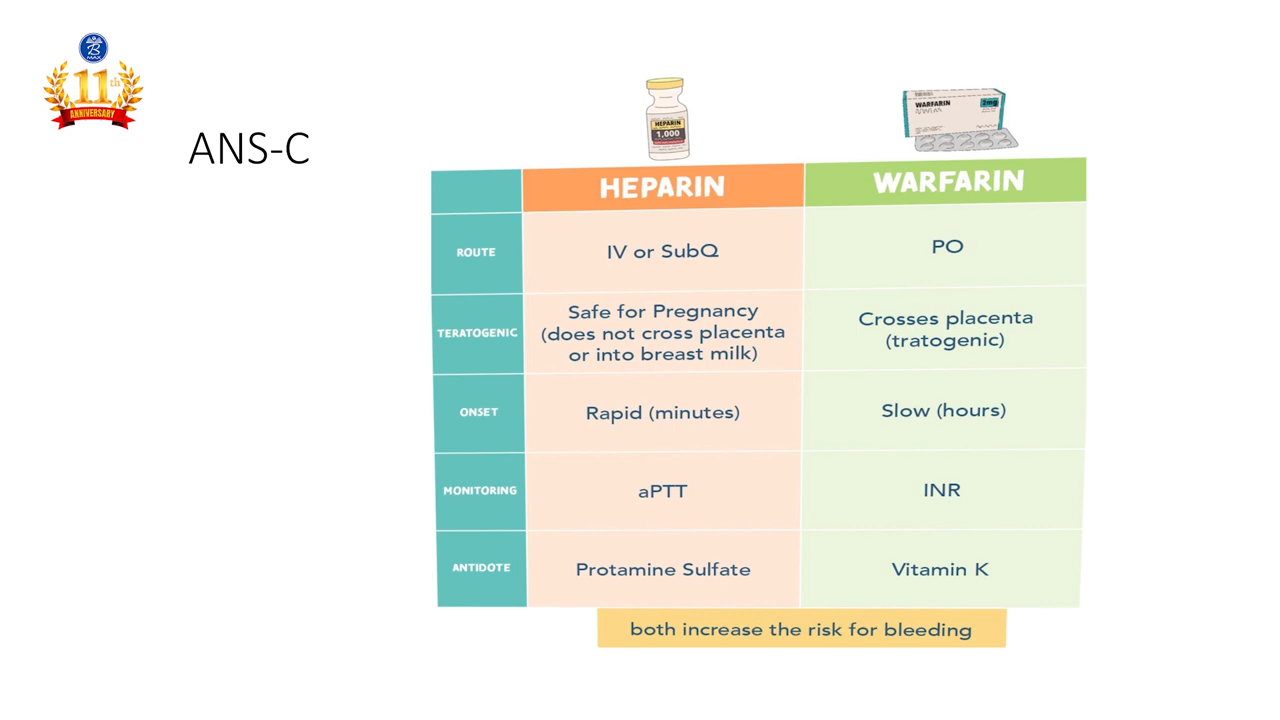 B
MAX
11th
ANNIVERSARY
ANS-C
HEPARIN
1,000
WARFARIN
2mg
HEPARIN
WARFARIN
ROUTE
IV or SubQ
PO
TERATOGENIC
Safe for Pregnancy
(does not cross placenta
or into breast milk)
Crosses placenta
(tratogenic)
ONSET
Rapid (minutes)
Slow (hours)
MONITORING
aPTT
INR
ANTIDOTE
Protamine Sulfate
Vitamin K
both increase the risk for bleeding